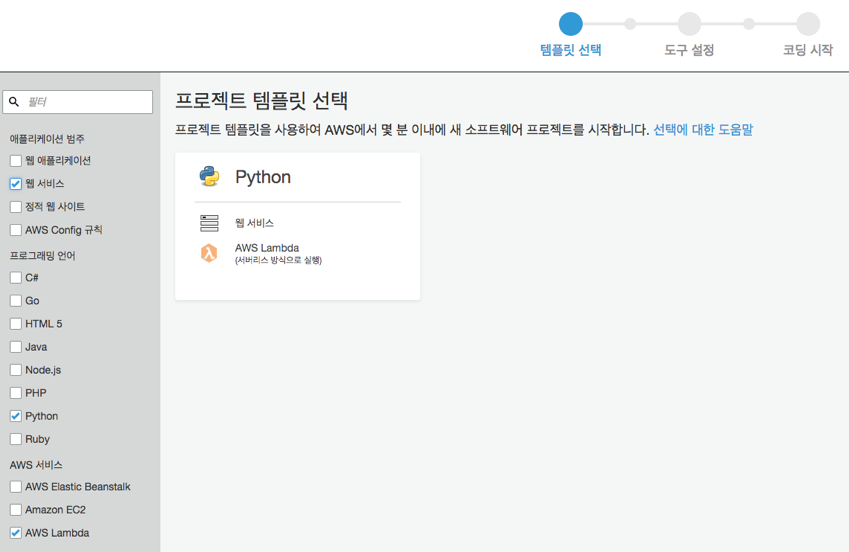 템플릿 선택
도구 설정
코딩 시작
필터
애플리케이션 범주
웹 애플리케이션
웹 서비스
정적 웹 사이트
AWS Config 규칙
프로그래밍 언어
C#
Go
HTML 5
Java
Node.js
PHP
Python
Ruby
AWS 서비스
AWS Elastic Beanstalk
Amazon EC2
AWS Lambda
프로젝트 템플릿 선택
프로젝트 템플릿을 사용하여 AWS에서 몇 분 이내에 새 소프트웨어 프로젝트를 시작합니다. 선택에 대한 도움말
Python
웹 서비스
AWS Lambda
(서버리스 방식으로 실행)